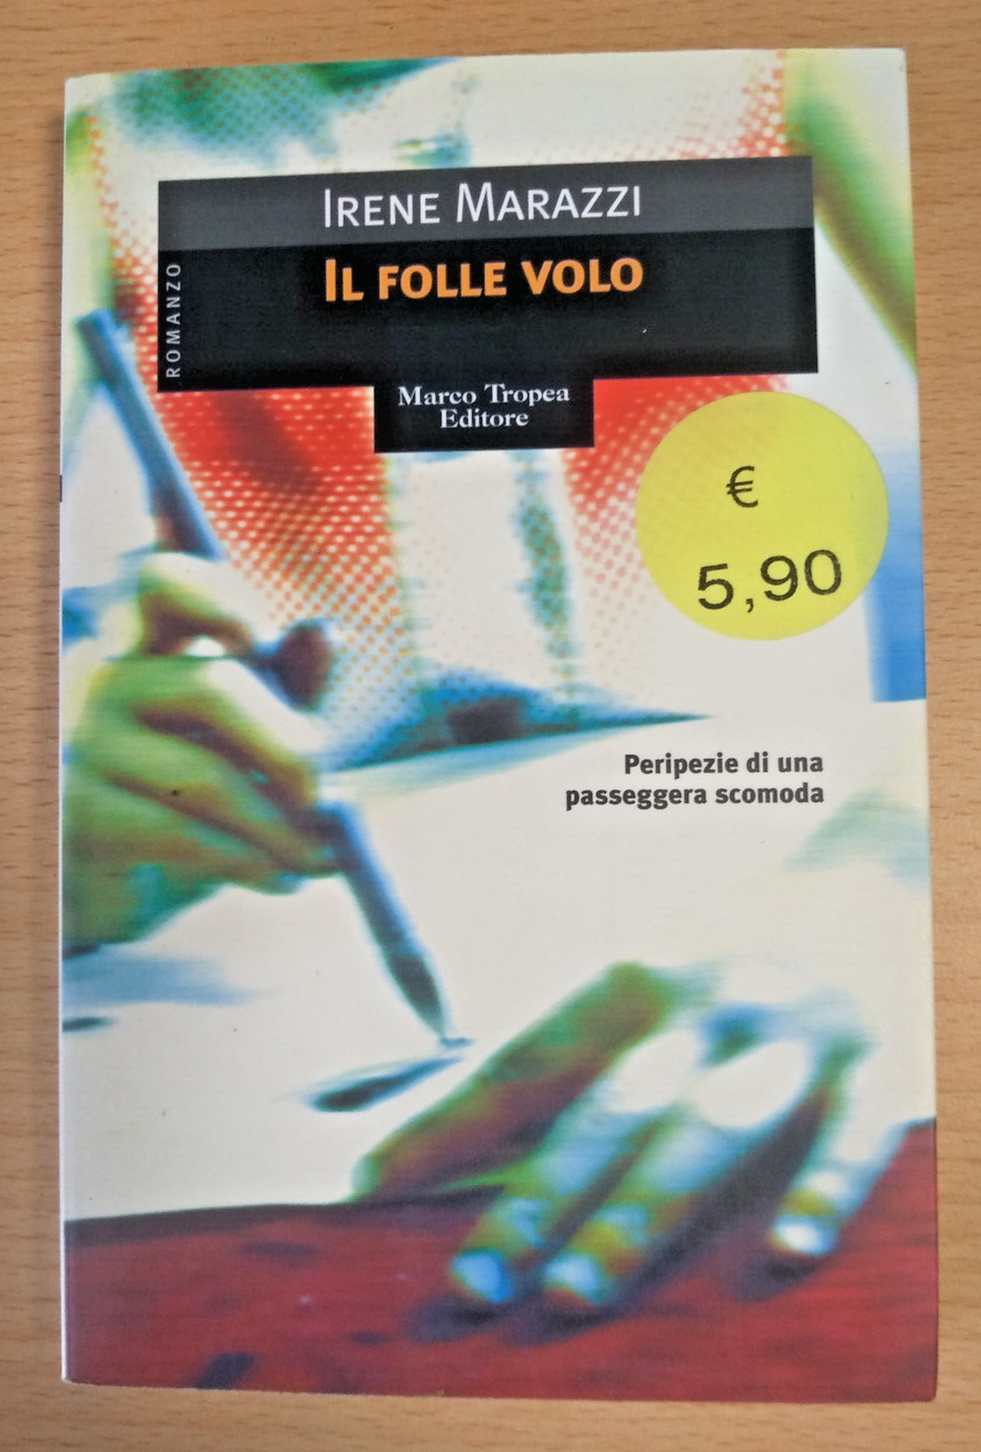 IRENE MARAZZI
IL FOLLE VOLO
ROMANZO
Marco Tropea
Editore
€
5,90
Peripezie di una
passeggera scomoda